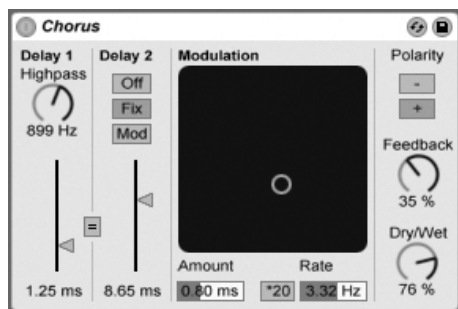 Chorus
Delay 1
Highpass
899 Hz
1.25 ms
=
Delay 2
Off
Fix
Mod
8.65 ms
Modulation
Amount
0.80 ms
*20
Rate
3.32 Hz
Polarity
-
+
Feedback
35 %
Dry/Wet
76 %